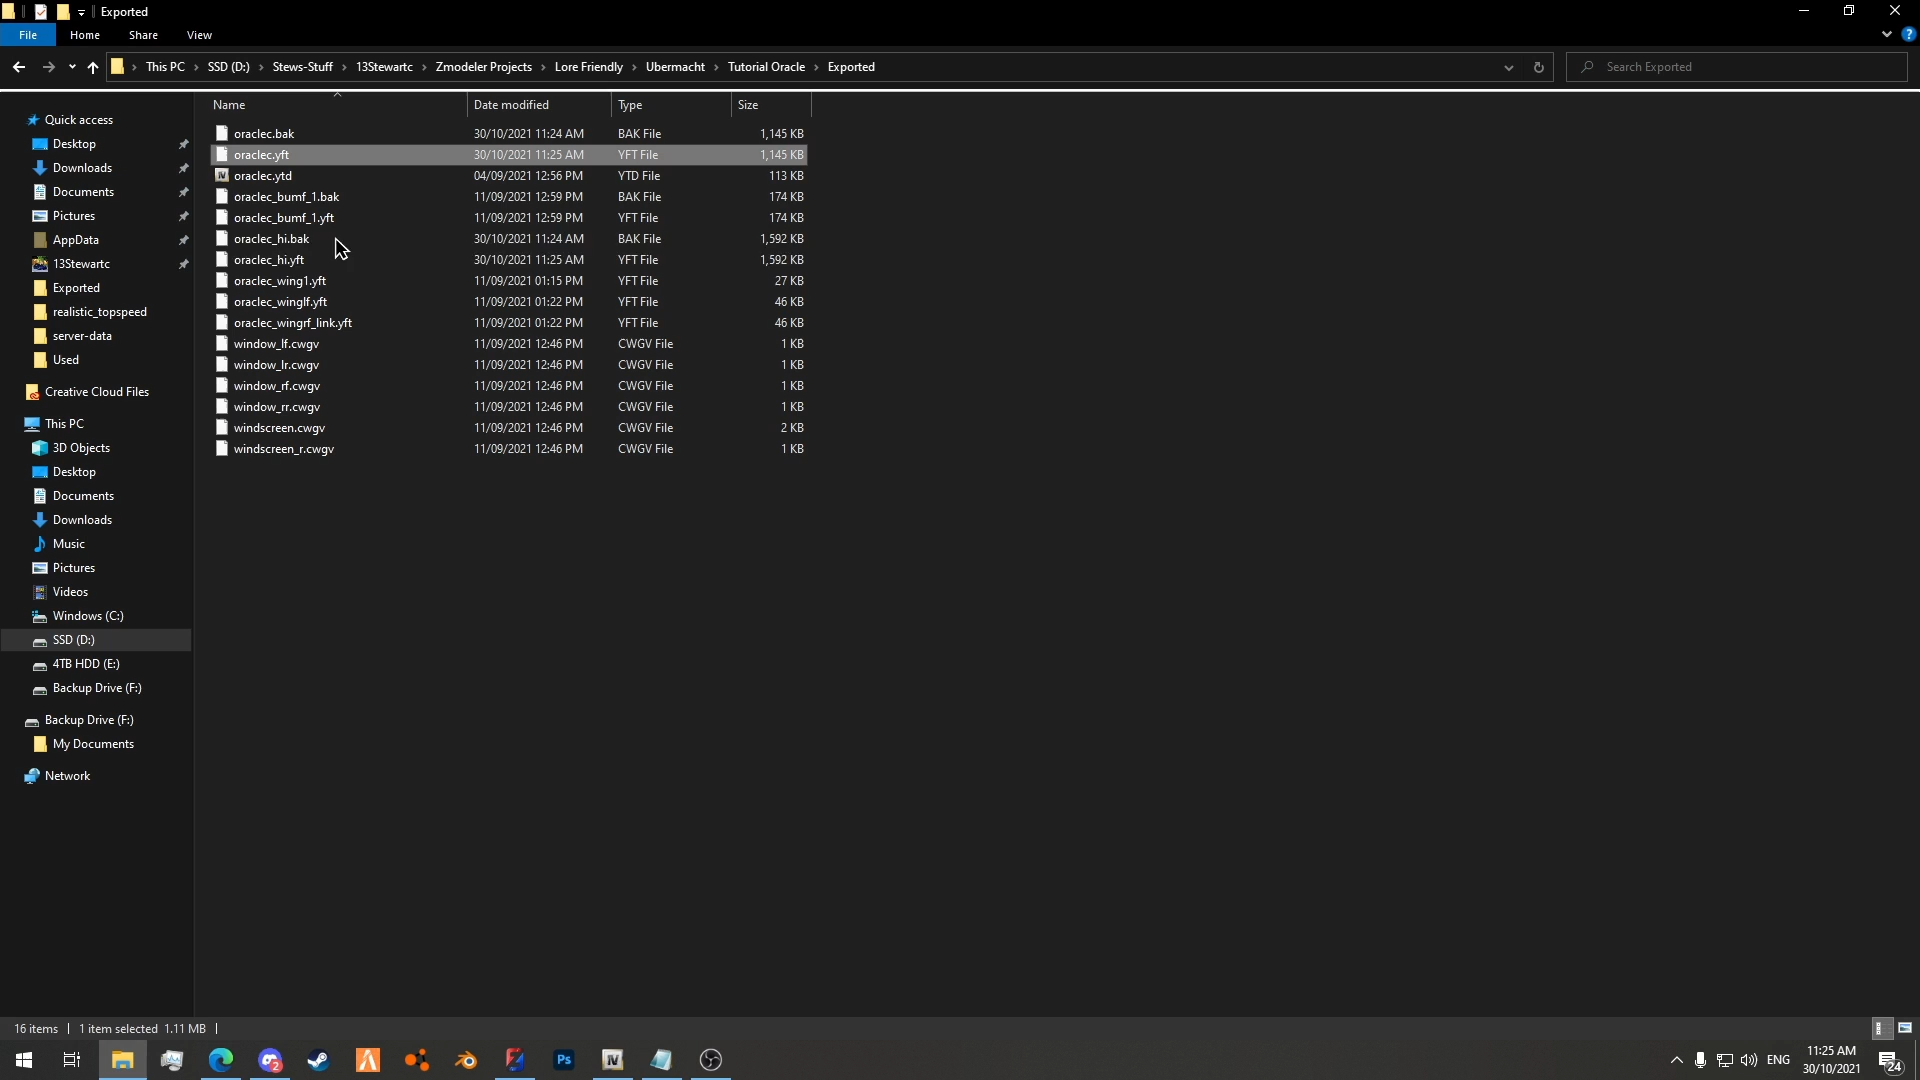 Exported
File Home Share View
This PC SSD (D:) Stews-Stuff 13Stewartc Zmodeler Projects Lore Friendly Ubermacht Tutorial Oracle Exported
Search Exported
Name Date modified Type Size
oraclec.bak 30/10/2021 11:24 AM BAK File 1,145 KB
oraclec.yft 30/10/2021 11:25 AM YFT File 1,145 KB
oraclec.ytd 04/09/2021 12:56 PM YTD File 113 KB
oraclec_bumf_1.bak 11/09/2021 12:59 PM BAK File 174 KB
oraclec_bumf_1.yft 11/09/2021 12:59 PM YFT File 174 KB
oraclec_hi.bak 30/10/2021 11:24 AM BAK File 1,592 KB
oraclec_hi.yft 30/10/2021 11:25 AM YFT File 1,592 KB
oraclec_wing1.yft 11/09/2021 01:15 PM YFT File 27 KB
oraclec_winglf.yft 11/09/2021 01:22 PM YFT File 46 KB
oraclec_wingrf_link.yft 11/09/2021 01:22 PM YFT File 46 KB
window_lf.cwgv 11/09/2021 12:46 PM CWGV File 1 KB
window_lr.cwgv 11/09/2021 12:46 PM CWGV File 1 KB
window_rf.cwgv 11/09/2021 12:46 PM CWGV File 1 KB
window_rr.cwgv 11/09/2021 12:46 PM CWGV File 1 KB
windscreen.cwgv 11/09/2021 12:46 PM CWGV File 2 KB
windscreen_r.cwgv 11/09/2021 12:46 PM CWGV File 1 KB
Quick access
Desktop
Downloads
Documents
Pictures
AppData
13Stewartc
Exported
realistic_topspeed
server-data
Used
Creative Cloud Files
This PC
3D Objects
Desktop
Documents
Downloads
Music
Pictures
Videos
Windows (C:)
SSD (D:)
4TB HDD (E:)
Backup Drive (F:)
Backup Drive (F:)
My Documents
Network
16 items 1 item selected 1.11 MB
2
Ps
IV
ENG
11:25 AM
30/10/2021
24